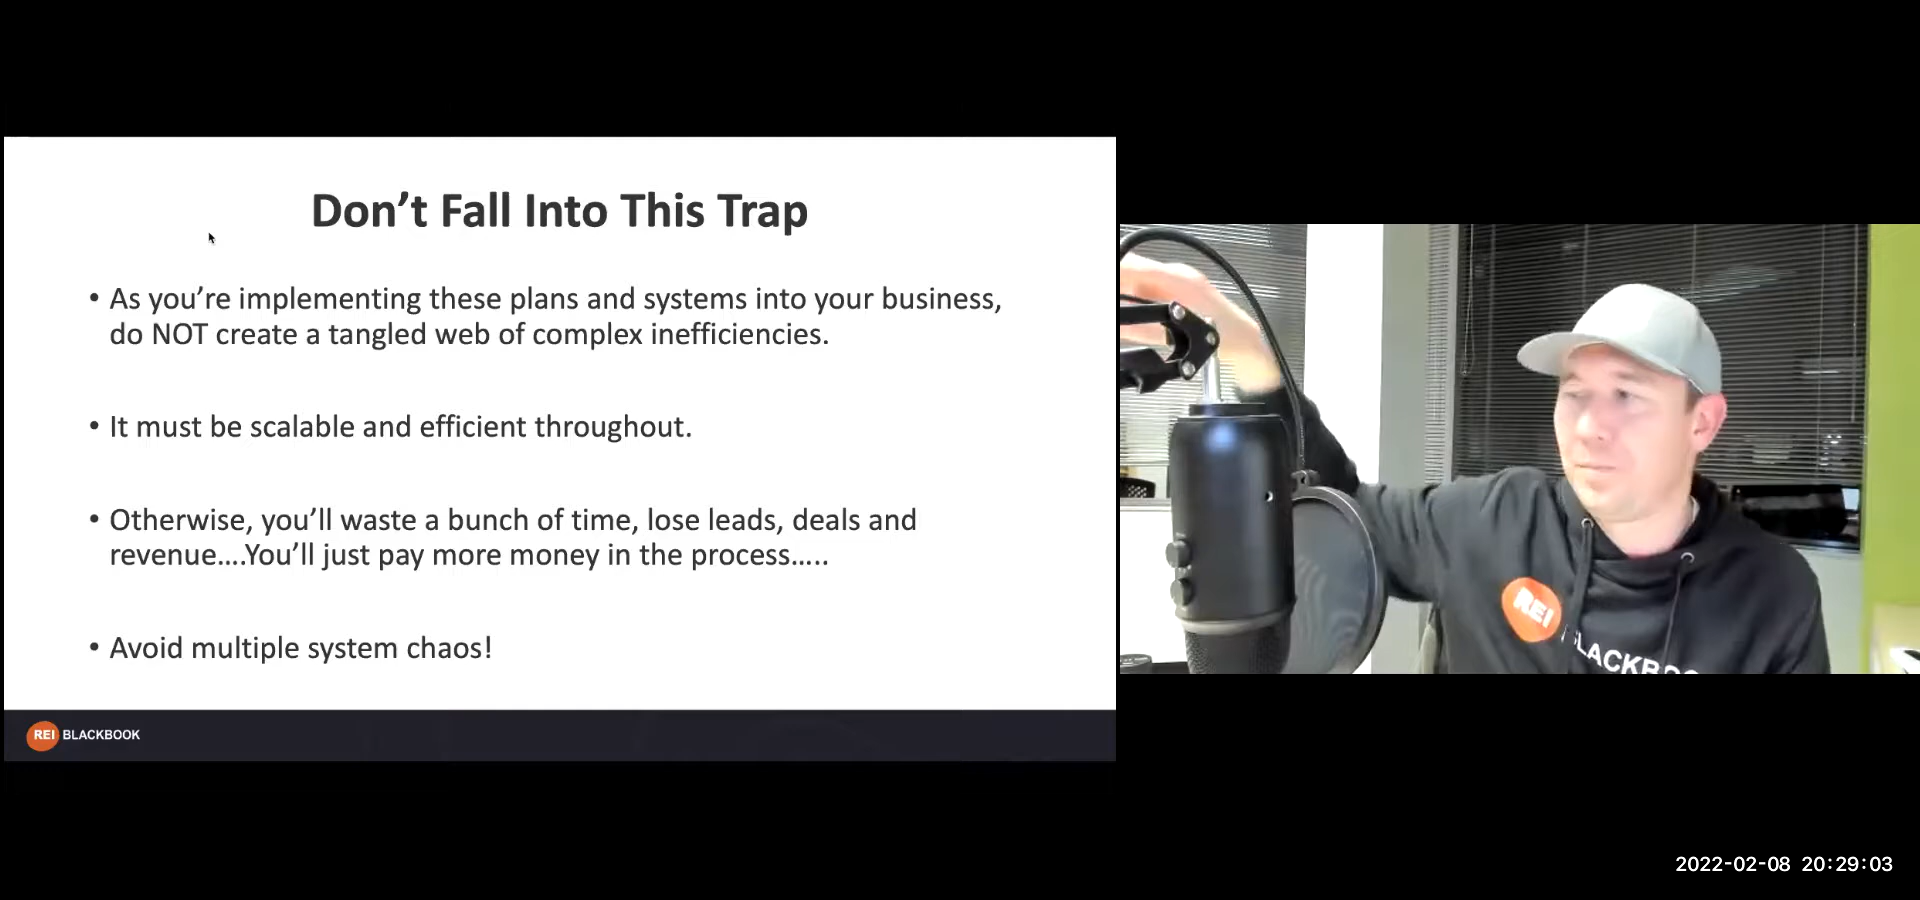 Don’t Fall Into This Trap
• As you’re implementing these plans and systems into your business,
do NOT create a tangled web of complex inefficiencies.
• It must be scalable and efficient throughout.
• Otherwise, you’ll waste a bunch of time, lose leads, deals and
revenue....You’ll just pay more money in the process.....
• Avoid multiple system chaos!
REI BLACKBOOK
REI
2022-02-08 20:29:03